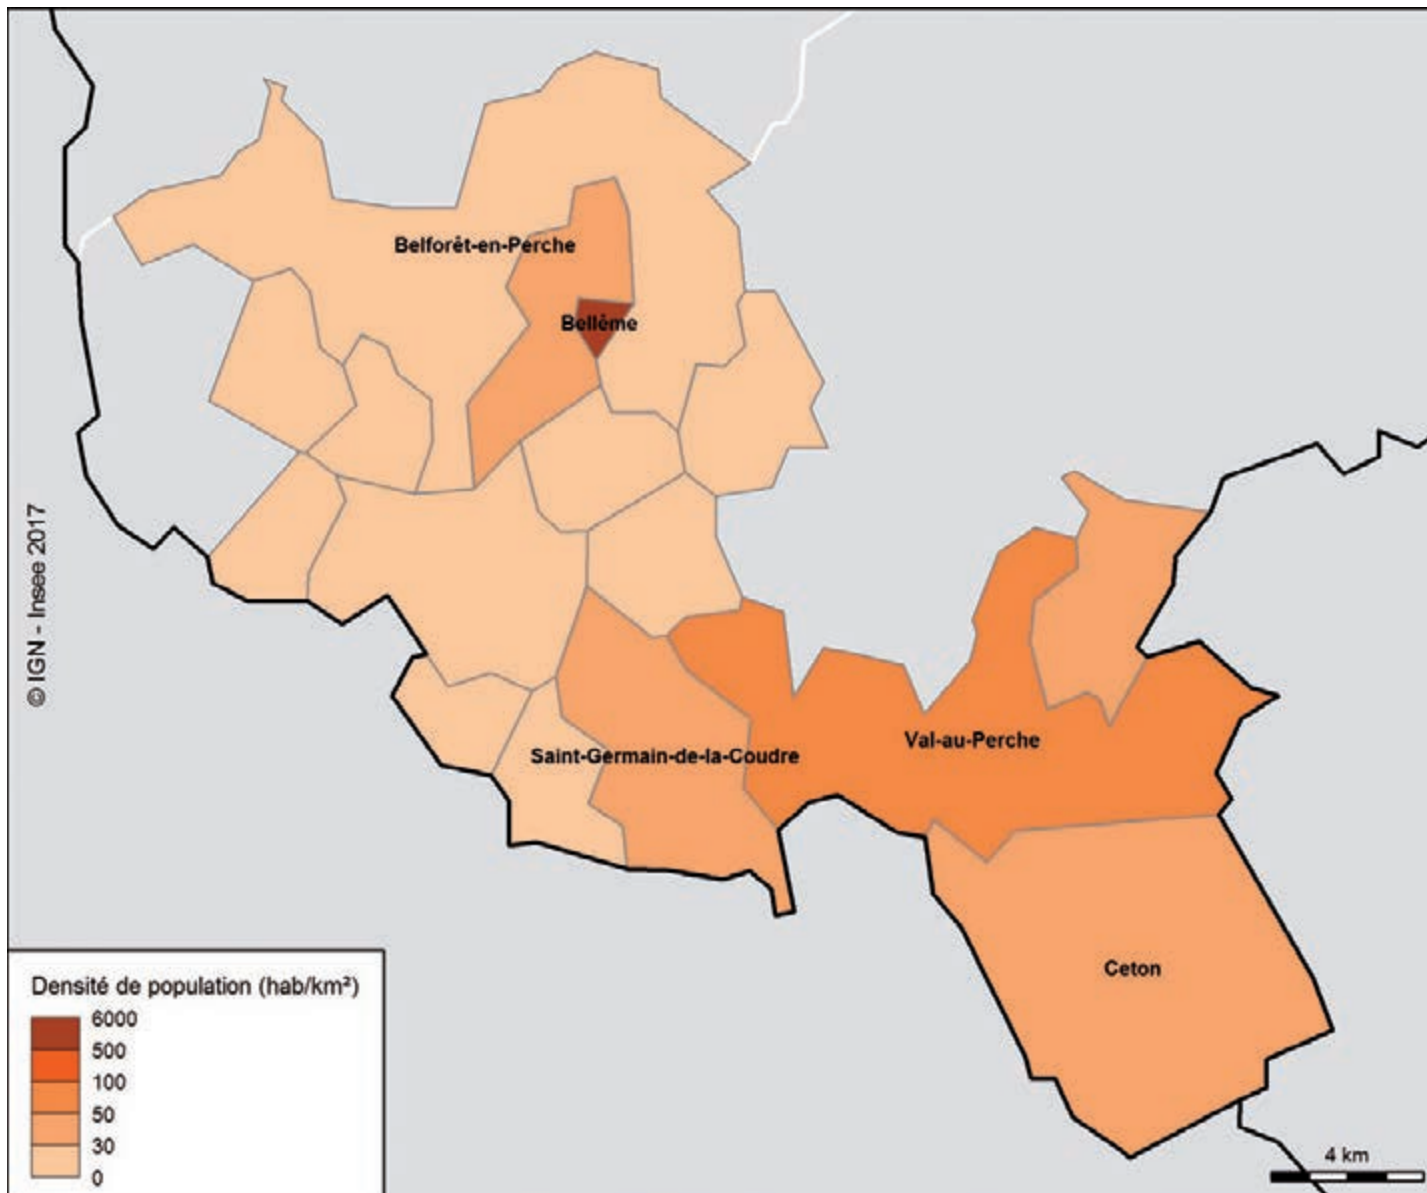 Belforêt-en-Perche
Bellême
© IGN - Insee 2017
Saint-Germain-de-la-Coudre
Val-au-Perche
Ceton
Densité de population (hab/km²)
6000
500
100
50
30
0
4 km